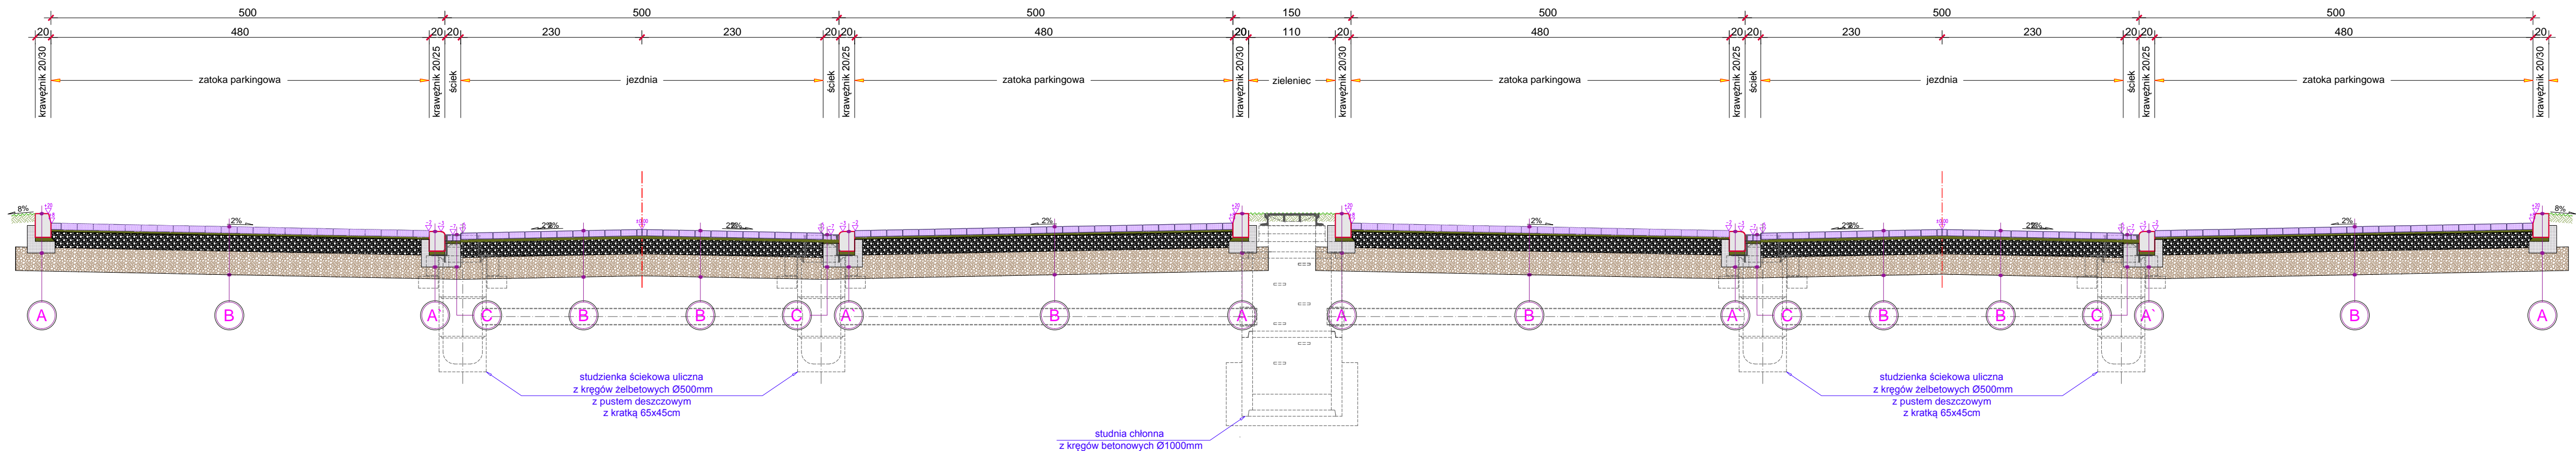 500 500 500 150 500 500 500
20 480 20 20 230 230 20 20 480 20 110 20 480 20 20 230 230 20 20 480 20
krawężnik 20/30 zatoka parkingowa krawężnik 20/25 ściek jezdnia ściek krawężnik 20/25 zatoka parkingowa krawężnik 20/30 zieleniec krawężnik 20/30 zatoka parkingowa krawężnik 20/25 ściek jezdnia ściek krawężnik 20/25 zatoka parkingowa krawężnik 20/30
8% 2% 2% 2% 2% 2% 8%
A B A` C B B C A` B A A B A` C B B C A` B A
studzienka ściekowa uliczna
z kręgów żelbetowych Ø500mm
z pustem deszczowym
z kratką 65x45cm
studnia chłonna
z kręgów betonowych Ø1000mm
studzienka ściekowa uliczna
z kręgów żelbetowych Ø500mm
z pustem deszczowym
z kratką 65x45cm